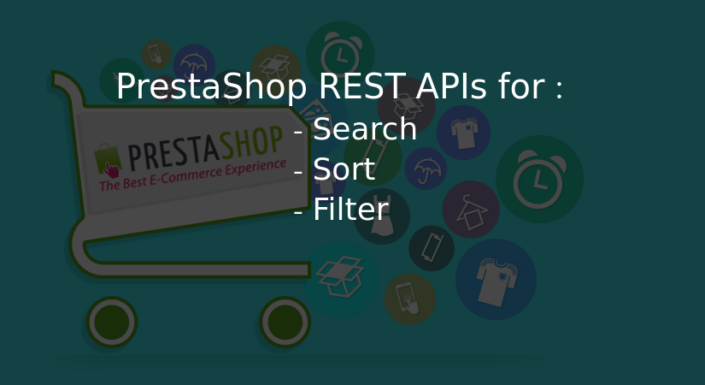 PrestaShop REST APIs for :
- Search
- Sort
- Filter
PRESTASHOP
The Best E-Commerce Experience